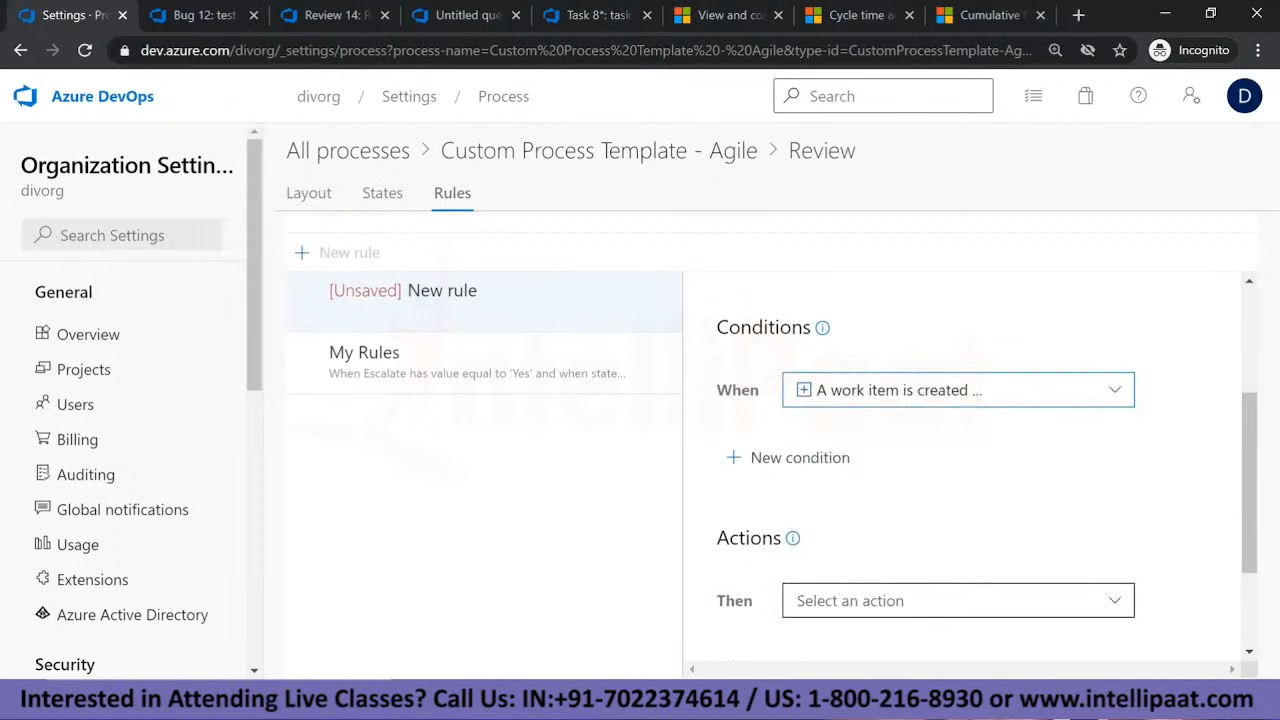 Settings · Pro
Bug 12: test
Review 14: R
Untitled que
Task 8*: task
View and co
Cycle time a
Cumulative f
dev.azure.com/divorg/_settings/process?process-name=Custom%20Process%20Template%20-%20Agile&type-id=CustomProcessTemplate-Ag...
Incognito
Azure DevOps
divorg / Settings / Process
Search
D
Organization Settin...
divorg
Search Settings
General
Overview
Projects
Users
Billing
Auditing
Global notifications
Usage
Extensions
Azure Active Directory
Security
All processes > Custom Process Template - Agile > Review
Layout States Rules
New rule
[Unsaved] New rule
My Rules
When Escalate has value equal to 'Yes' and when state...
Conditions
When A work item is created ...
New condition
Actions
Then Select an action
Intellipaat
Interested in Attending Live Classes? Call Us: IN:+91-7022374614 / US: 1-800-216-8930 or www.intellipaat.com